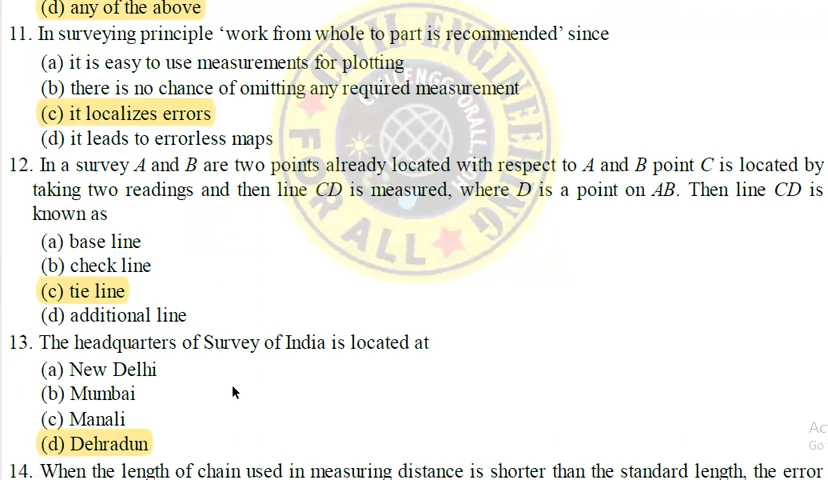 (d) any of the above
11. In surveying principle ‘work from whole to part is recommended’ since
(a) it is easy to use measurements for plotting
(b) there is no chance of omitting any required measurement
(c) it localizes errors
(d) it leads to errorless maps
12. In a survey A and B are two points already located with respect to A and B point C is located by
taking two readings and then line CD is measured, where D is a point on AB. Then line CD is
known as
(a) base line
(b) check line
(c) tie line
(d) additional line
13. The headquarters of Survey of India is located at
(a) New Delhi
(b) Mumbai
(c) Manali
(d) Dehradun
14. When the length of chain used in measuring distance is shorter than the standard length, the error
CIVIL ENGINEERING
FOR ALL
Go